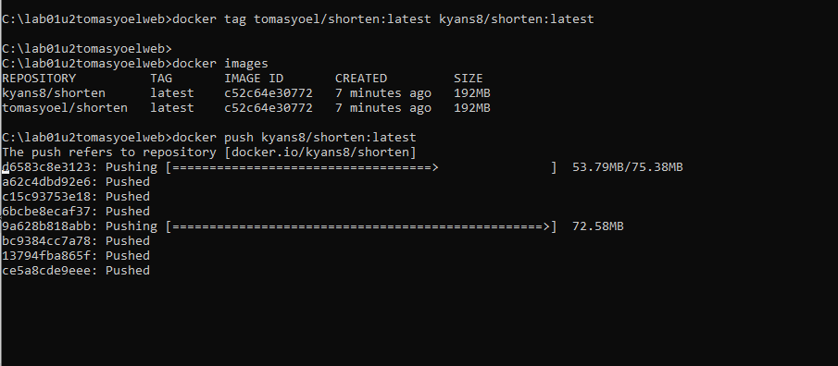 C:\lab01u2tomasyoelweb>docker tag tomasyoel/shorten:latest kyans8/shorten:latest
C:\lab01u2tomasyoelweb>
C:\lab01u2tomasyoelweb>docker images
REPOSITORY          TAG       IMAGE ID       CREATED         SIZE
kyans8/shorten      latest    c52c64e30772   7 minutes ago   192MB
tomasyoel/shorten   latest    c52c64e30772   7 minutes ago   192MB
C:\lab01u2tomasyoelweb>docker push kyans8/shorten:latest
The push refers to repository [docker.io/kyans8/shorten]
d6583c8e3123: Pushing [===================================>               ]  53.79MB/75.38MB
a62c4dbd92e6: Pushed
c15c93753e18: Pushed
6bcbe8ecaf37: Pushed
9a628b818abb: Pushing [==================================================>]  72.58MB
bc9384cc7a78: Pushed
13794fba865f: Pushed
ce5a8cde9eee: Pushed